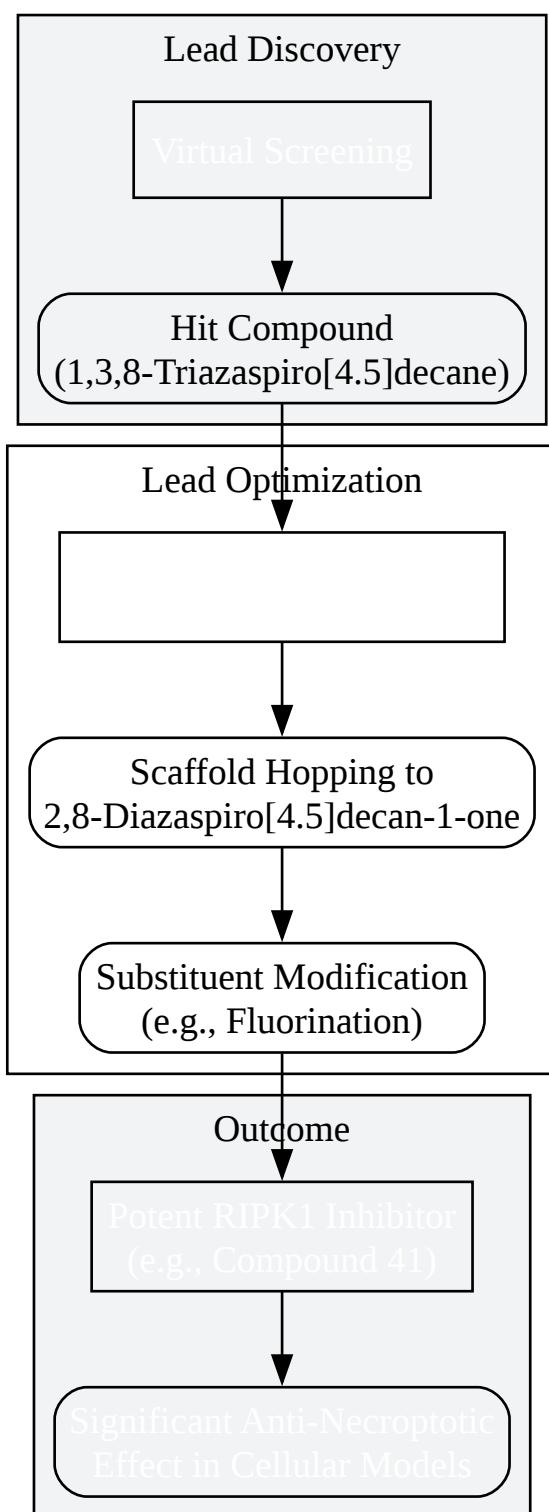 Lead Discovery
Virtual Screening
Hit Compound
(1,3,8-Triazaspiro[4.5]decane)
Lead Optimization
Scaffold Hopping to
2,8-Diazaspiro[4.5]decan-1-one
Substituent Modification
(e.g., Fluorination)
Outcome
Potent RIPK1 Inhibitor
(e.g., Compound 41)
Significant Anti-Necroptotic
Effect in Cellular Models